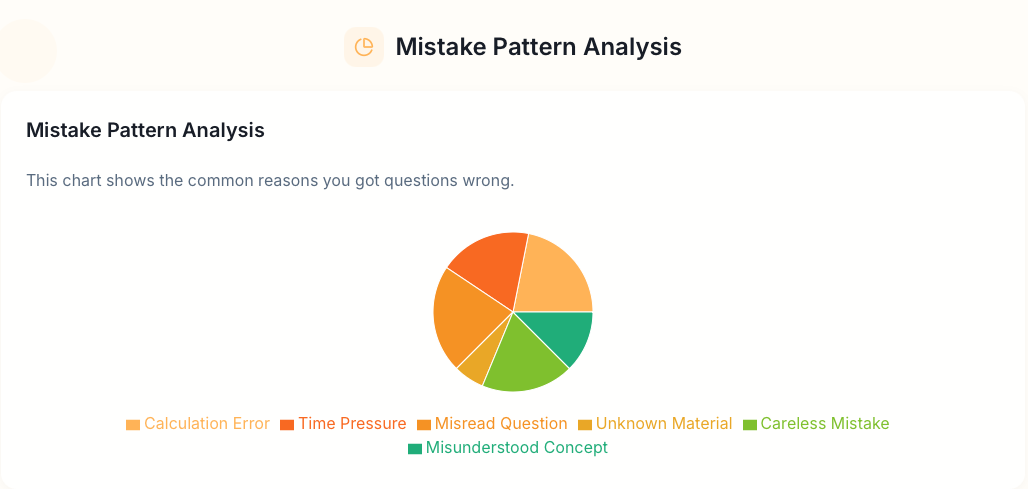 Mistake Pattern Analysis
Mistake Pattern Analysis
This chart shows the common reasons you got questions wrong.
Calculation Error Time Pressure Misread Question Unknown Material Careless Mistake
Misunderstood Concept